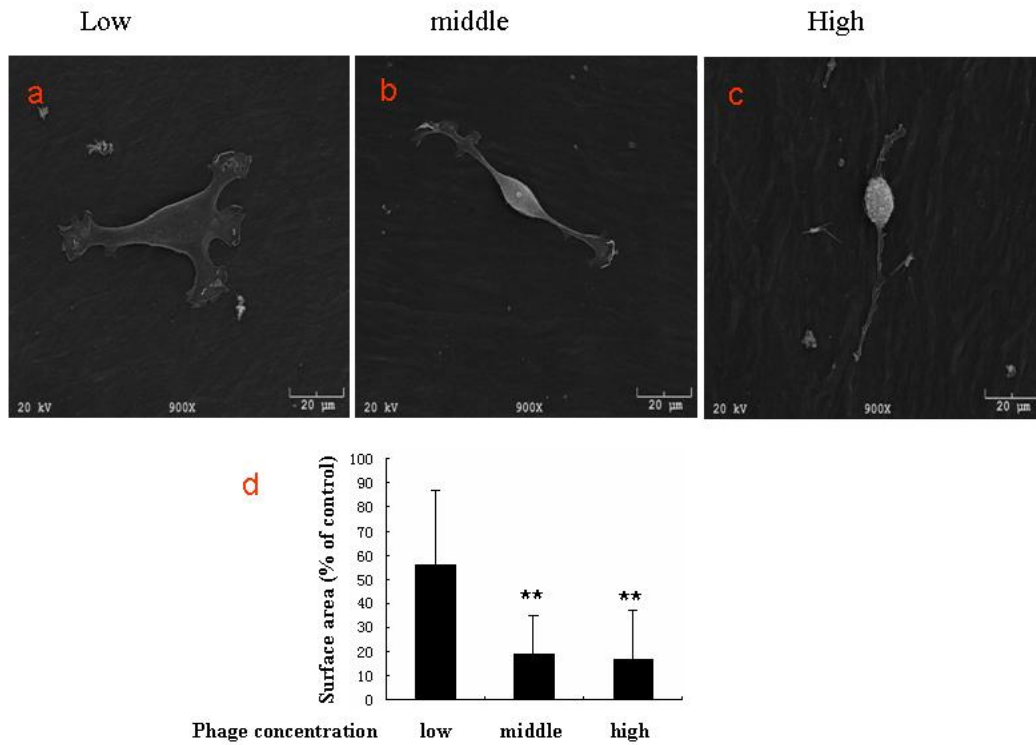 Low middle High
a b c
20 kV 900X 20 µm 20 kV 900X 20 µm 20 kV 900X 20 µm
d
Surface area (% of control)
100
90
80
70
60
50
40
30
20
10
0
** **
low middle high
Phage concentration